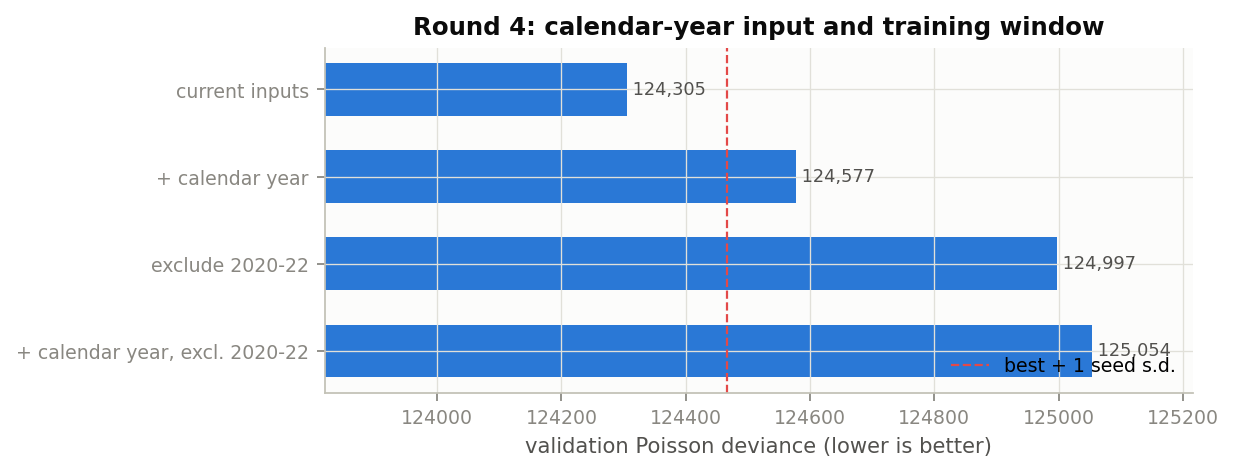 Round 4: calendar-year input and training window
current inputs
124,305
+ calendar year
124,577
exclude 2020-22
124,997
+ calendar year, excl. 2020-22
125,054
best + 1 seed s.d.
124000 124200 124400 124600 124800 125000 125200
validation Poisson deviance (lower is better)